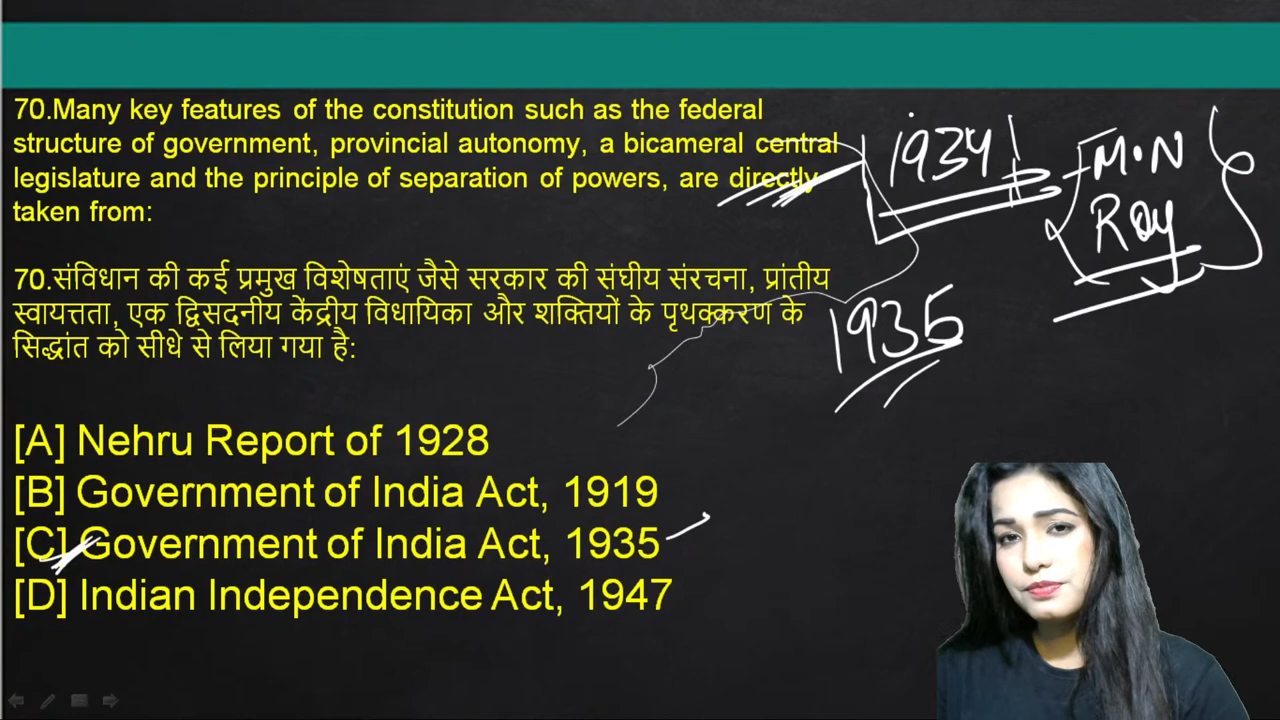 70.Many key features of the constitution such as the federal
structure of government, provincial autonomy, a bicameral central
legislature and the principle of separation of powers, are directly
taken from:
70.संविधान की कई प्रमुख विशेषताएं जैसे सरकार की संघीय संरचना, प्रांतीय
स्वायत्तता, एक द्विसदनीय केंद्रीय विधायिका और शक्तियों के पृथक्करण के
सिद्धांत को सीधे से लिया गया है:
[A] Nehru Report of 1928
[B] Government of India Act, 1919
[C] Government of India Act, 1935
[D] Indian Independence Act, 1947
1934
M.N
Roy
1935